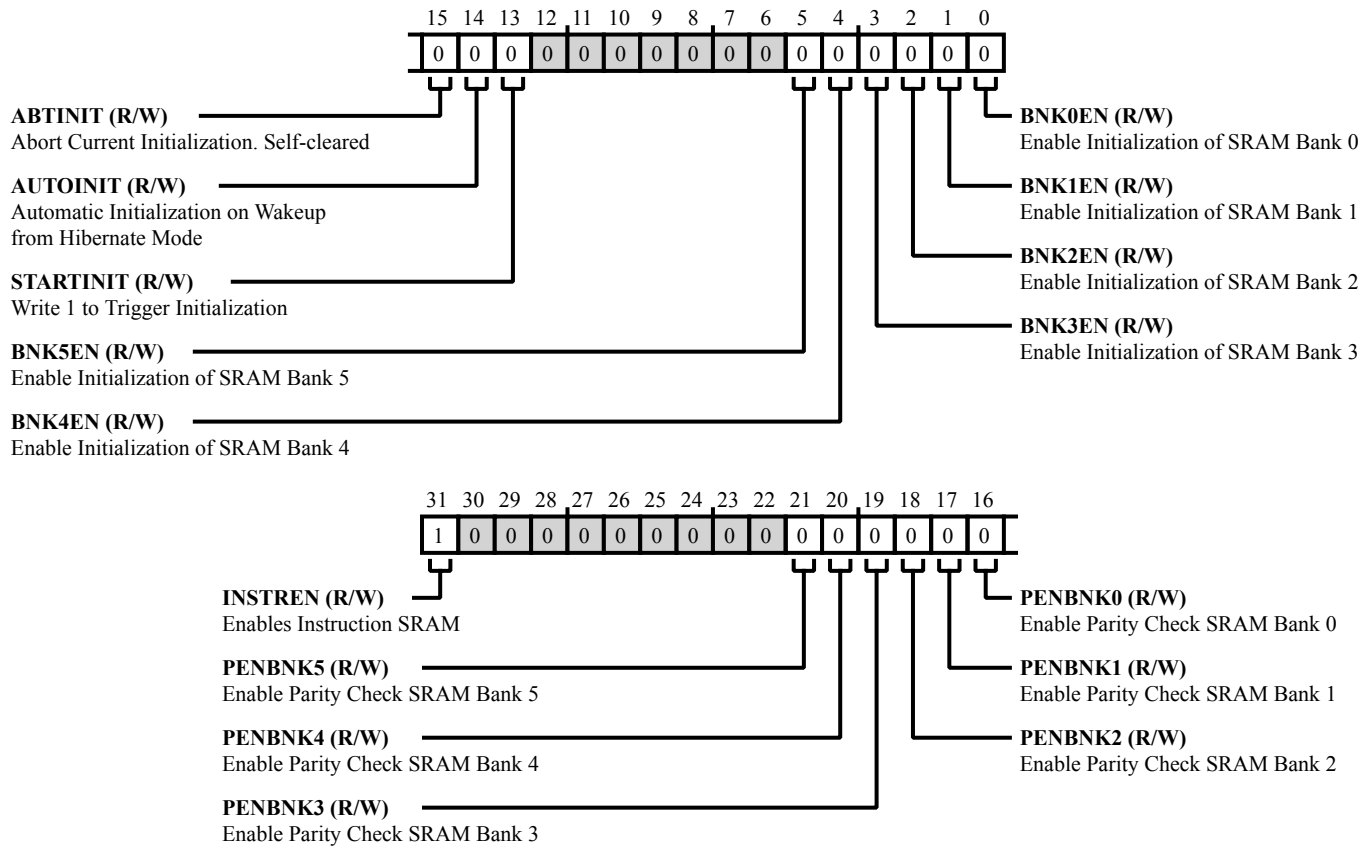 15 14 13 12 11 10 9 8 7 6 5 4 3 2 1 0
0 0 0 0 0 0 0 0 0 0 0 0 0 0 0 0
ABTINIT (R/W)
Abort Current Initialization. Self-cleared
AUTOINIT (R/W)
Automatic Initialization on Wakeup
from Hibernate Mode
STARTINIT (R/W)
Write 1 to Trigger Initialization
BNK5EN (R/W)
Enable Initialization of SRAM Bank 5
BNK4EN (R/W)
Enable Initialization of SRAM Bank 4
BNK0EN (R/W)
Enable Initialization of SRAM Bank 0
BNK1EN (R/W)
Enable Initialization of SRAM Bank 1
BNK2EN (R/W)
Enable Initialization of SRAM Bank 2
BNK3EN (R/W)
Enable Initialization of SRAM Bank 3
31 30 29 28 27 26 25 24 23 22 21 20 19 18 17 16
1 0 0 0 0 0 0 0 0 0 0 0 0 0 0 0
INSTREN (R/W)
Enables Instruction SRAM
PENBNK5 (R/W)
Enable Parity Check SRAM Bank 5
PENBNK4 (R/W)
Enable Parity Check SRAM Bank 4
PENBNK3 (R/W)
Enable Parity Check SRAM Bank 3
PENBNK0 (R/W)
Enable Parity Check SRAM Bank 0
PENBNK1 (R/W)
Enable Parity Check SRAM Bank 1
PENBNK2 (R/W)
Enable Parity Check SRAM Bank 2